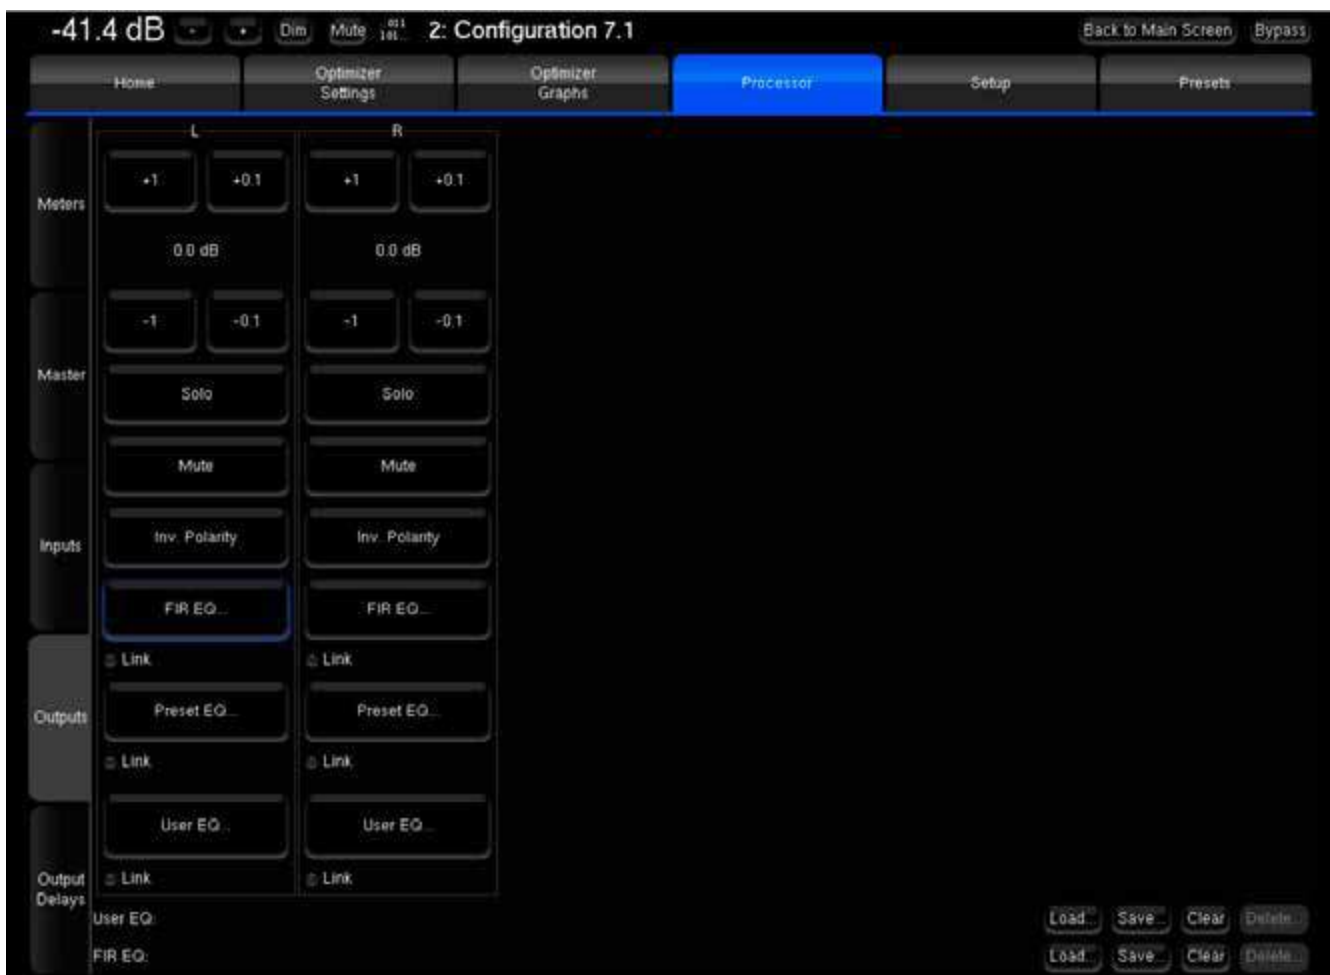 -41.4 dB - + Dim Mute 011 101 2: Configuration 7.1 Back to Main Screen Bypass
Home Optimizer Settings Optimizer Graphs Processor Setup Presets
L R
+1 +0.1 +1 +0.1
Meters
0.0 dB 0.0 dB
-1 -0.1 -1 -0.1
Master
Solo Solo
Mute Mute
Inputs
Inv. Polarity Inv. Polarity
FIR EQ... FIR EQ...
Link Link
Outputs
Preset EQ... Preset EQ...
Link Link
User EQ... User EQ...
Output Delays
Link Link
User EQ: Load... Save... Clear Delete...
FIR EQ: Load... Save... Clear Delete...